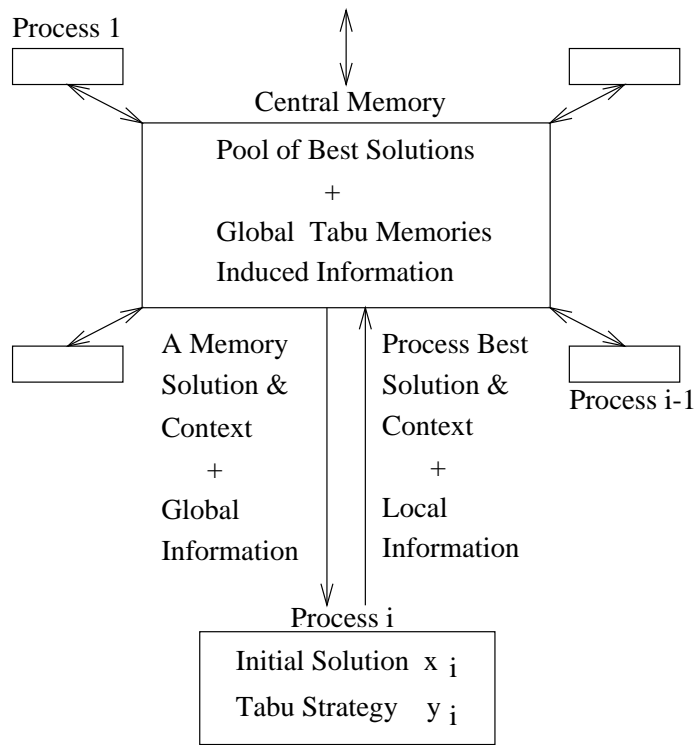 Process 1
Central Memory
Pool of Best Solutions
+
Global Tabu Memories
Induced Information
A Memory
Solution &
Context
+
Global
Information
Process Best
Solution &
Context
+
Local
Information
Process i-1
Process i
Initial Solution x i
Tabu Strategy y i